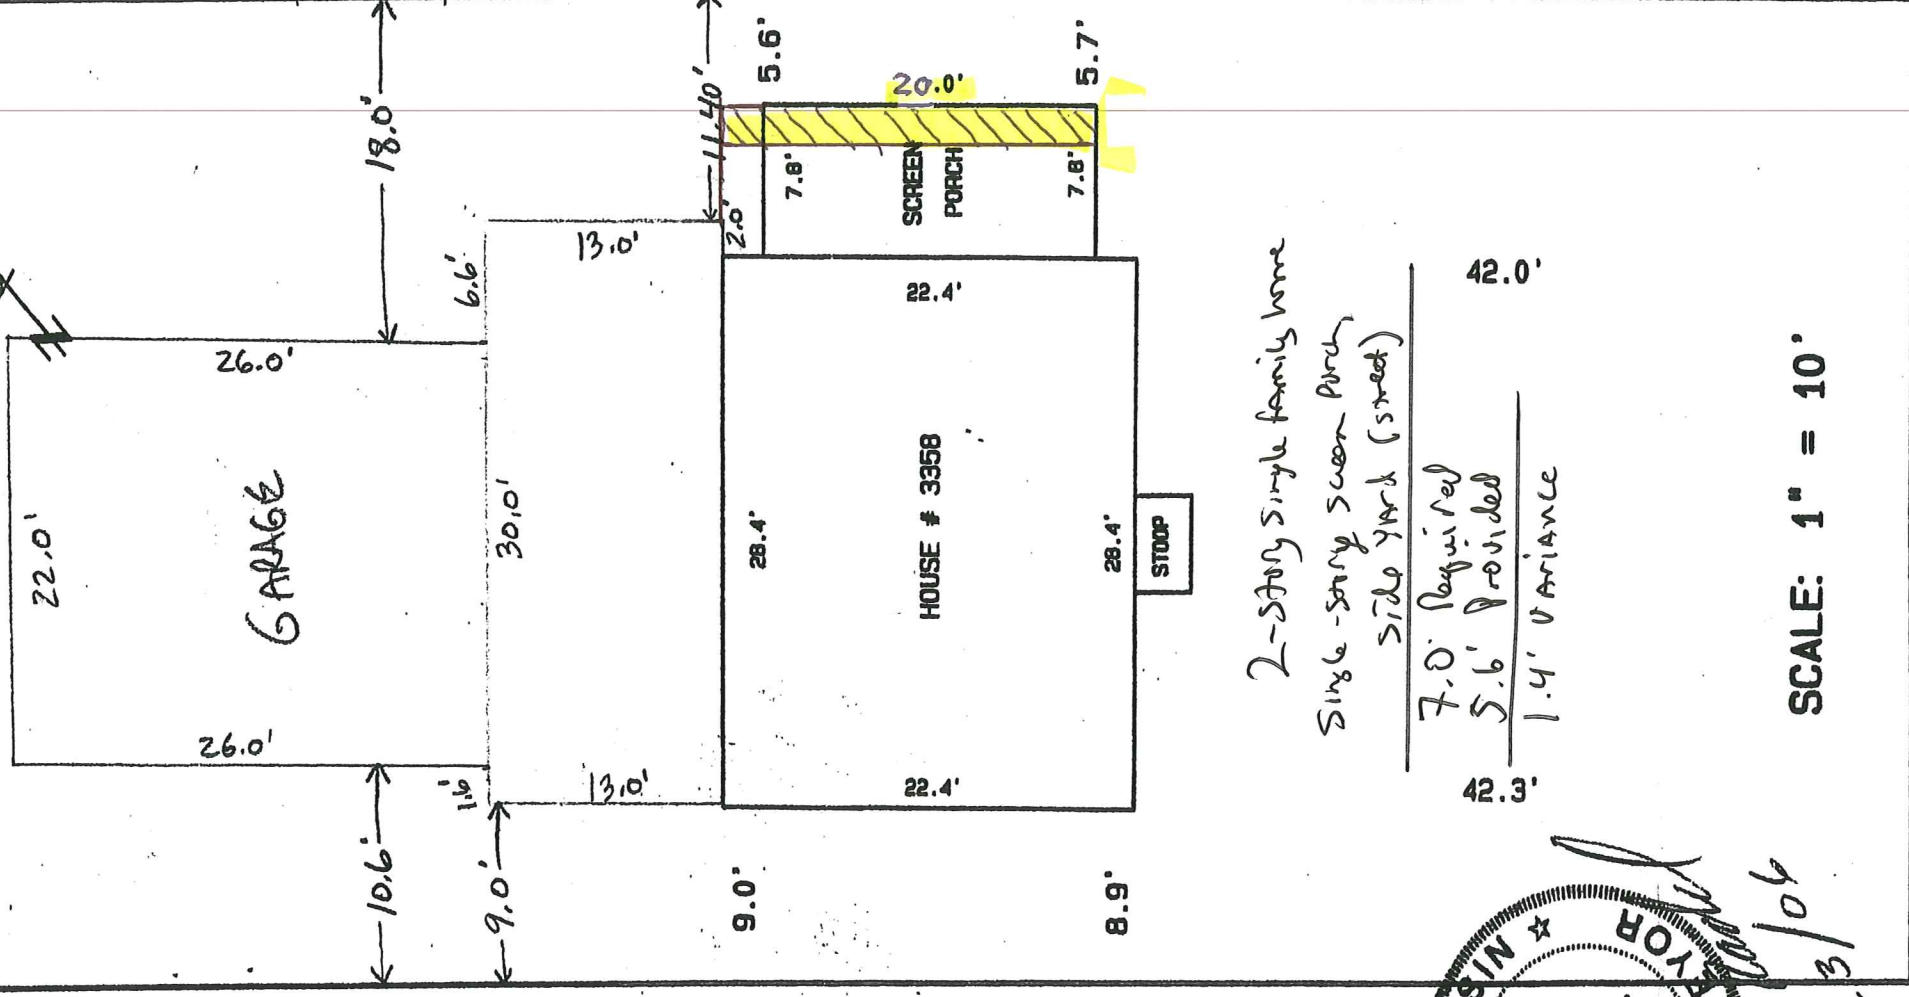 18.0'
11.40'
5.6'
20.0'
5.7'
7.8'
SCREEN
PORCH
7.8'
2.0'
13.0'
6.6'
26.0'
22.0'
GARAGE
30.0'
26.0'
1.6'
13.0'
10.6'
9.0'
22.4'
28.4'
HOUSE # 3358
28.4'
22.4'
STOOP
9.0'
8.9'
2-Story Single family home
Single-story screen Porch
Side Yard (street)
7.0' Required
5.6' Provided
1.4' VARIANCE
42.0'
42.3'
SCALE: 1" = 10'
NIS
YOR
3/06